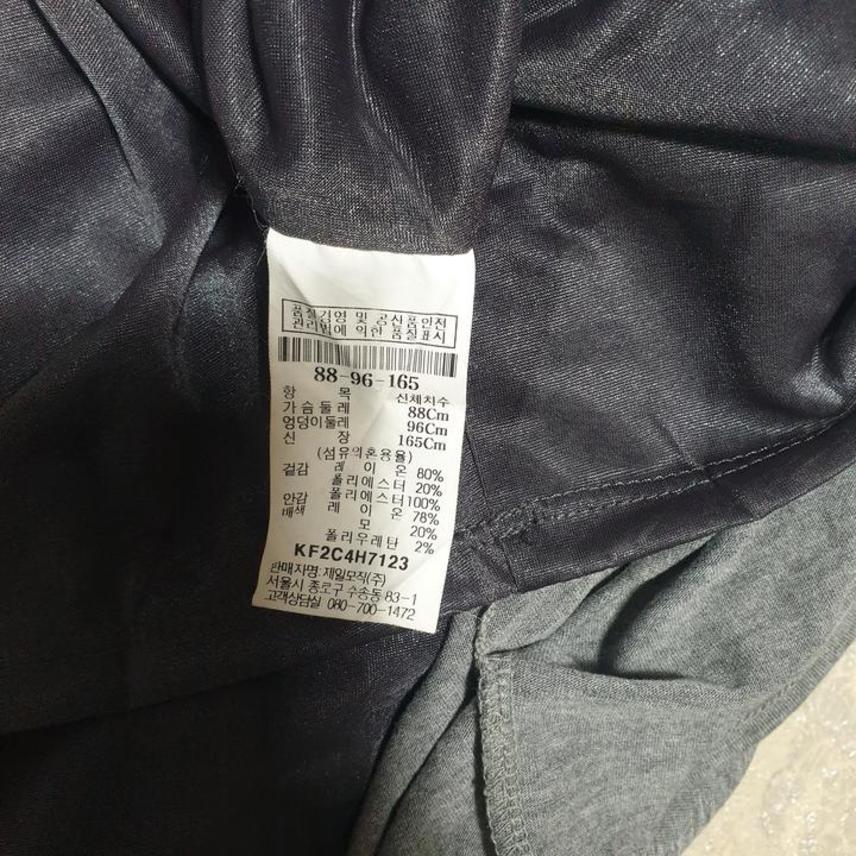 품질경영 및 공산품안전
관리법에 의한 품질표시
88-96-165
항 목 신체치수
가슴둘레 88Cm
엉덩이둘레 96Cm
신 장 165Cm
(섬유의혼용율)
겉감 레 이 온 80%
폴리에스터 20%
안감 폴리에스터100%
배색 레 이 온 78%
모 20%
폴리우레탄 2%
KF2C4H7123
판매자명:제일모직(주)
서울시 종로구 수송동 83-1
고객상담실 080-700-1472